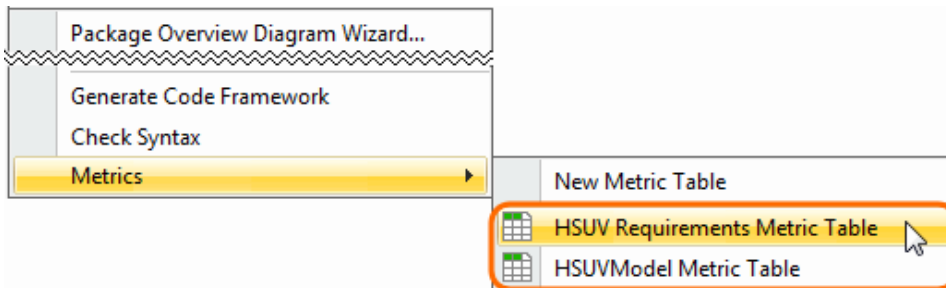 Package Overview Diagram Wizard...
Generate Code Framework
Check Syntax
Metrics
New Metric Table
HSUV Requirements Metric Table
HSUVModel Metric Table